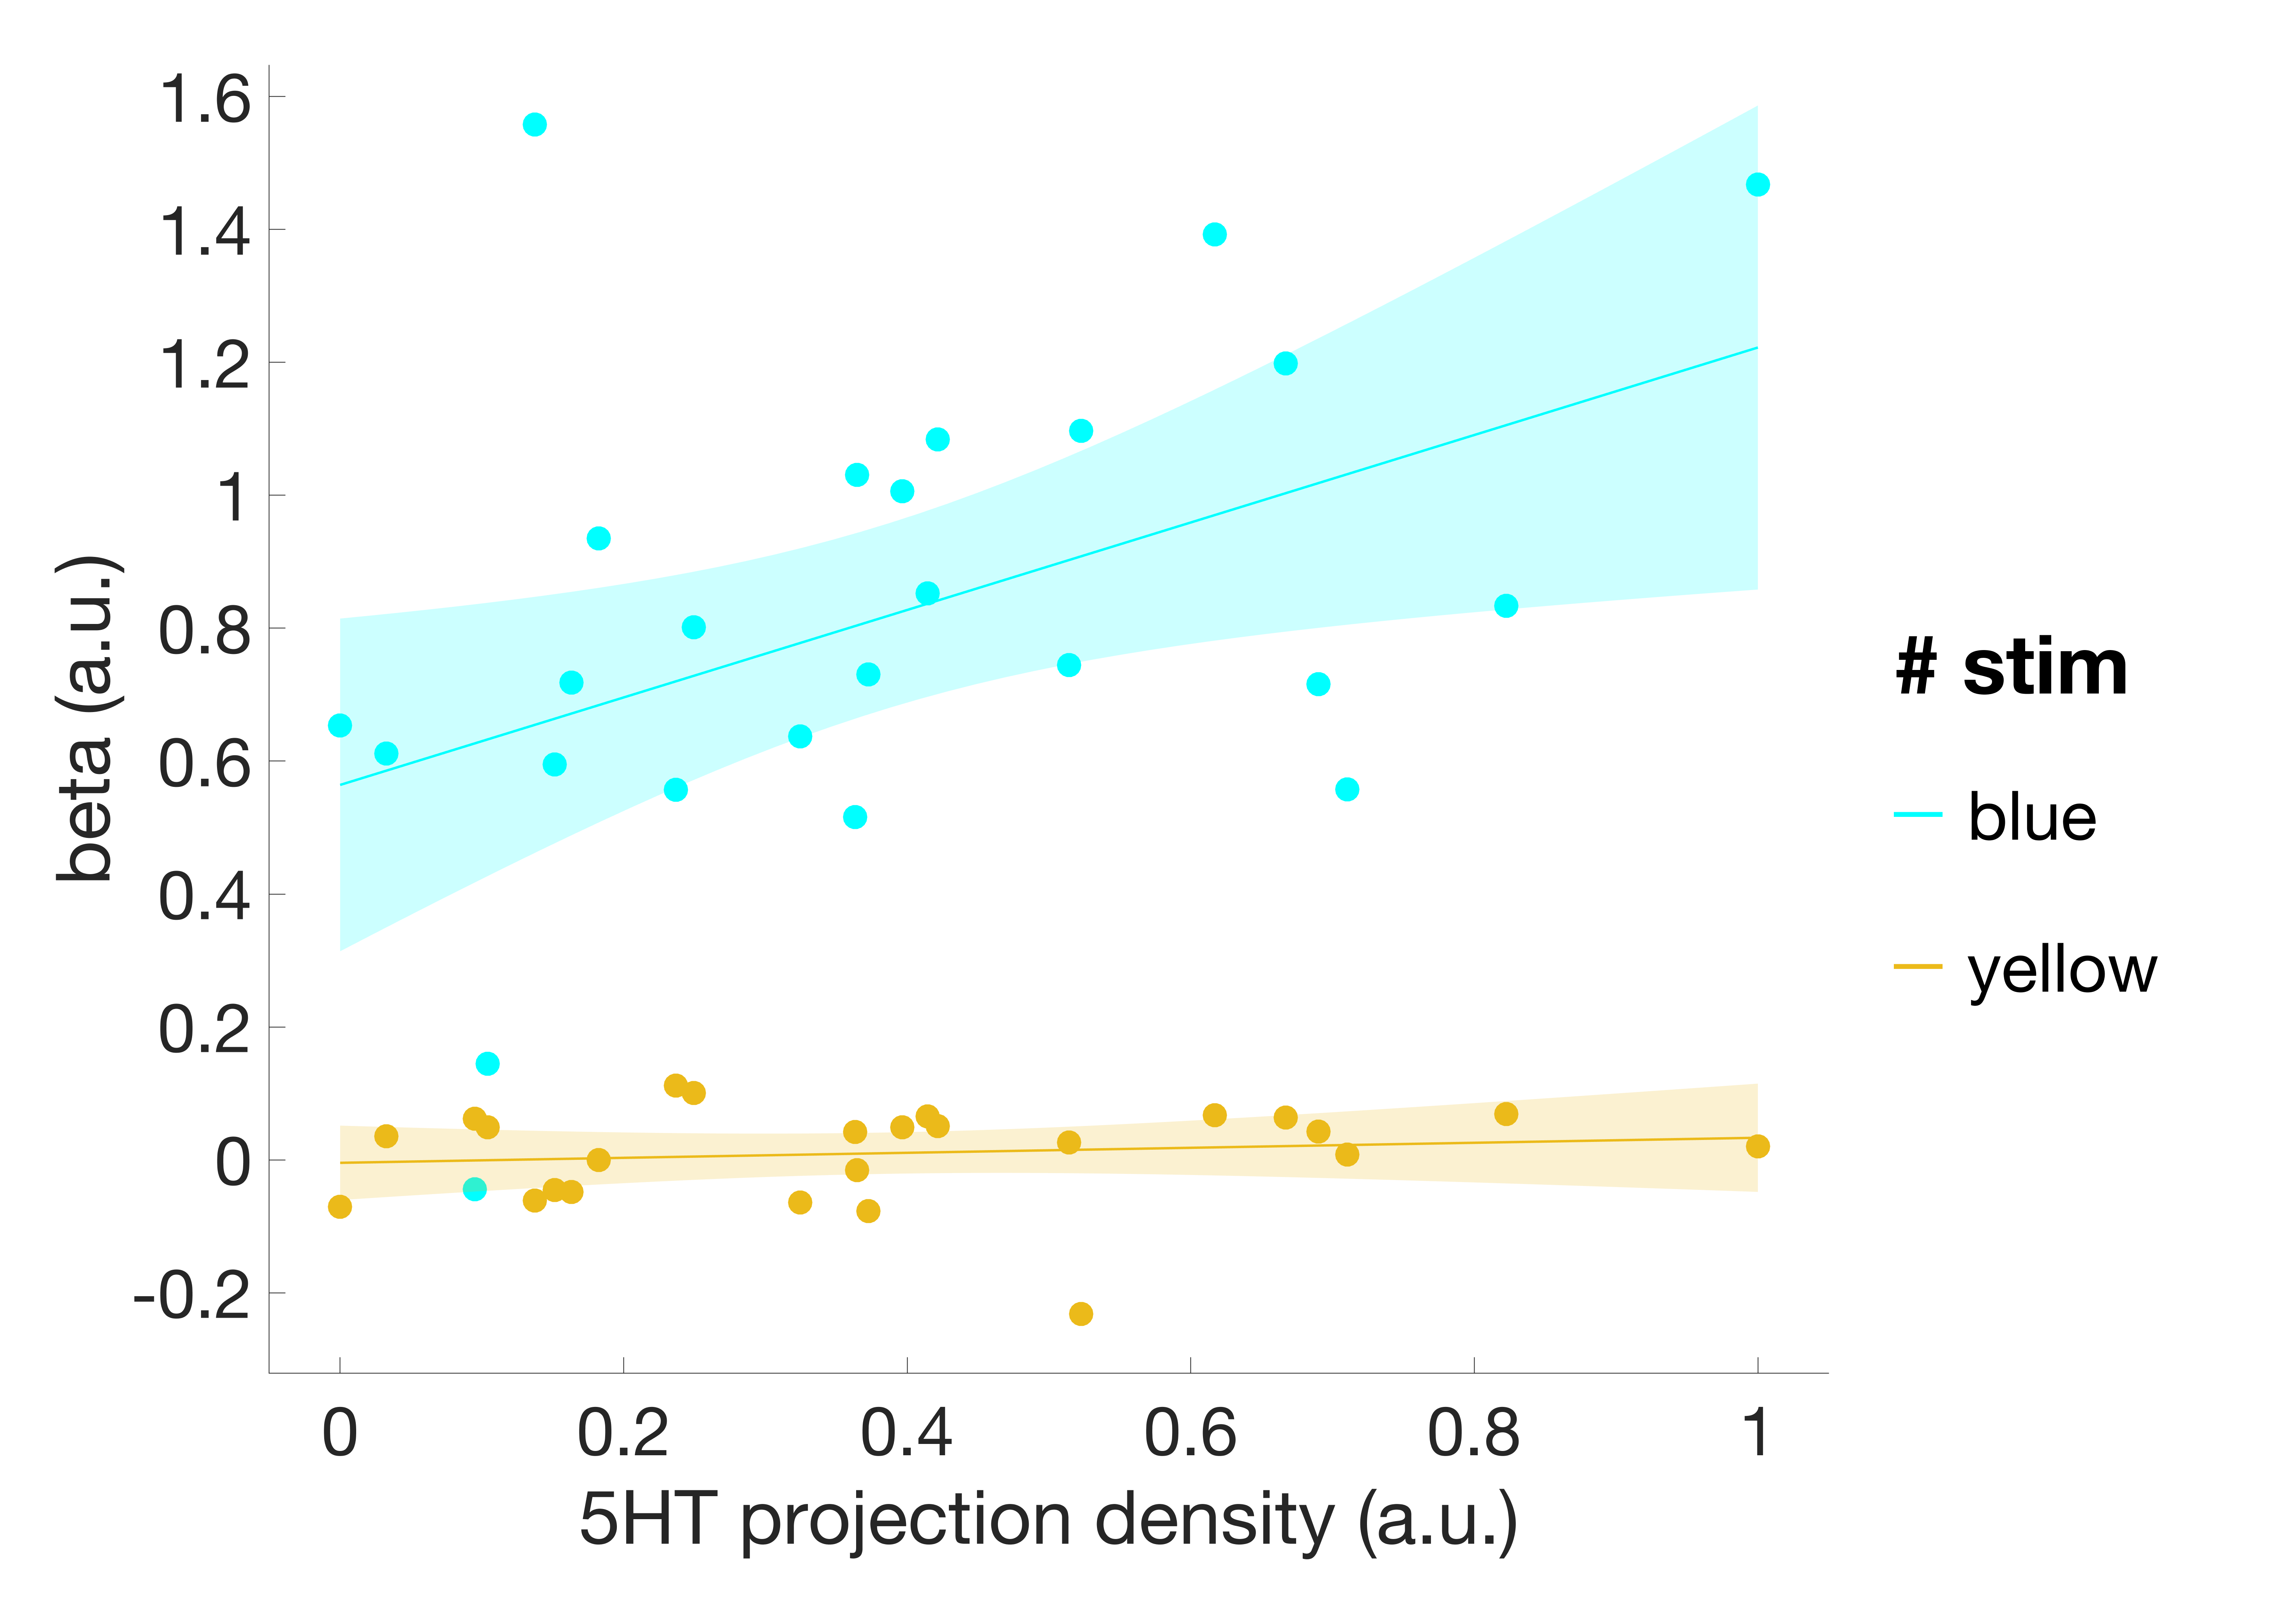 1.6
1.4
1.2
1
0.8
0.6
0.4
0.2
0
-0.2
beta (a.u.)
0 0.2 0.4 0.6 0.8 1
5HT projection density (a.u.)
# stim
blue
yellow